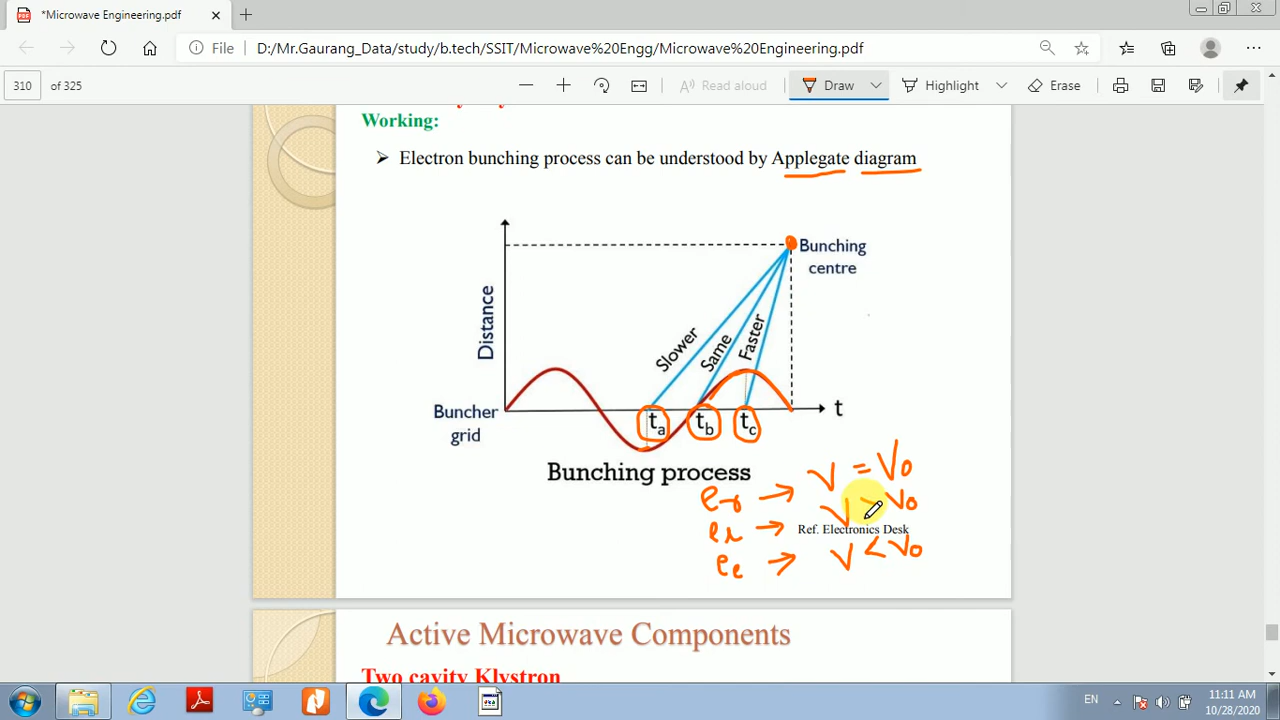 *Microwave Engineering.pdf
File
D:/Mr.Gaurang_Data/study/b.tech/SSIT/Microwave%20Engg/Microwave%20Engineering.pdf
310 of 325
Read aloud
Draw
Highlight
Erase
Working:
Electron bunching process can be understood by Applegate diagram
Bunching
centre
Distance
Slower
Same
Faster
Buncher
grid
ta
tb
tc
t
Bunching process
V = V0
er →
V > V0
el →
Ref. Electronics Desk
ee → V < V0
Active Microwave Components
Two cavity Klystron
EN
11:11 AM
10/28/2020